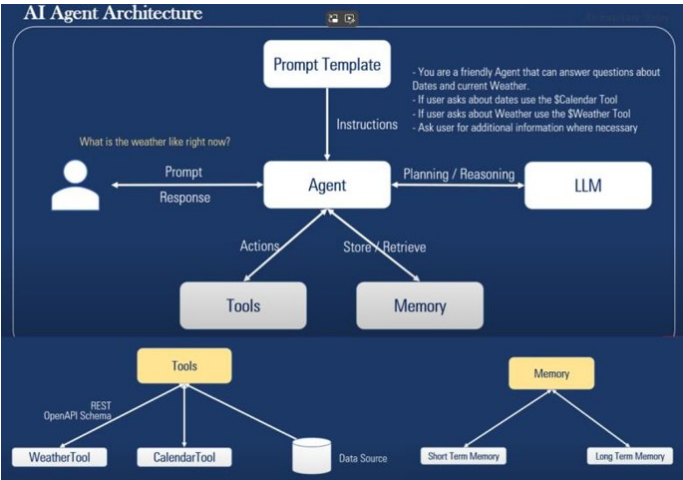 AI Agent Architecture
Prompt Template
- You are a friendly Agent that can answer questions about
Dates and current Weather.
- If user asks about dates use the $Calendar Tool
- If user asks about Weather use the $Weather Tool
- Ask user for additional information where necessary
Instructions
What is the weather like right now?
Prompt
Response
Agent
Planning / Reasoning
LLM
Actions
Store / Retrieve
Tools
Memory
Tools
REST
OpenAPI Schema
WeatherTool
CalendarTool
Data Source
Memory
Short Term Memory
Long Term Memory